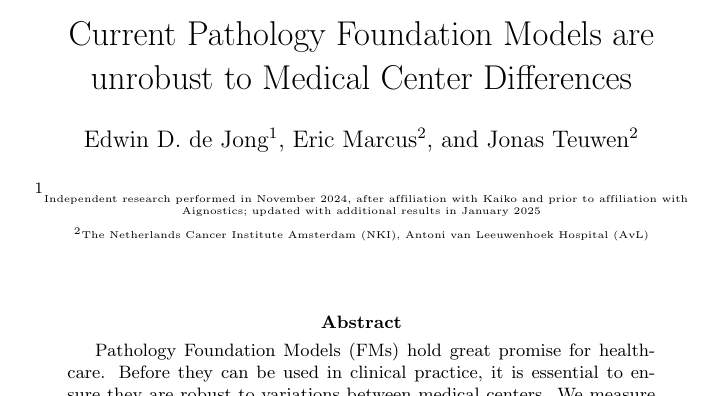 Current Pathology Foundation Models are
unrobust to Medical Center Differences
Edwin D. de Jong1, Eric Marcus2, and Jonas Teuwen2
1Independent research performed in November 2024, after affiliation with Kaiko and prior to affiliation with
Aignostics; updated with additional results in January 2025
2The Netherlands Cancer Institute Amsterdam (NKI), Antoni van Leeuwenhoek Hospital (AvL)
Abstract
Pathology Foundation Models (FMs) hold great promise for health-
care. Before they can be used in clinical practice, it is essential to en-
sure they are robust to variations between medical centers. We measure